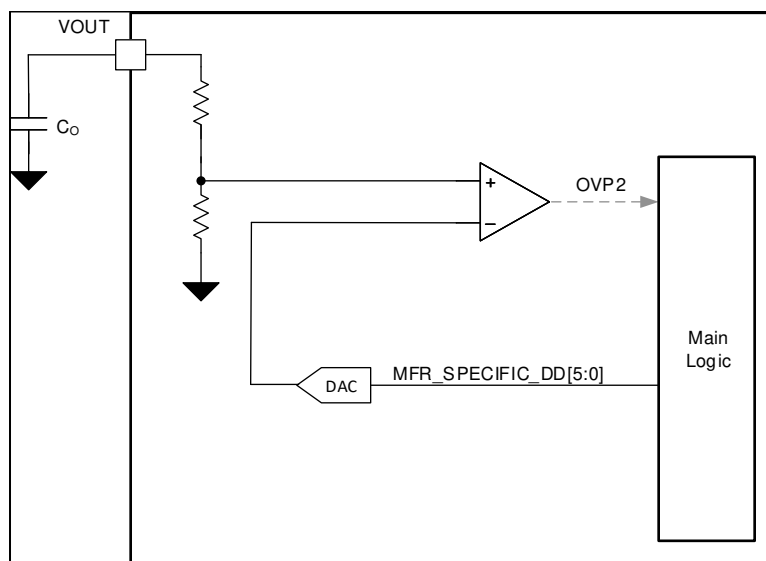 VOUT
Co
+
OVP2
−
Main
Logic
MFR_SPECIFIC_DD[5:0]
DAC